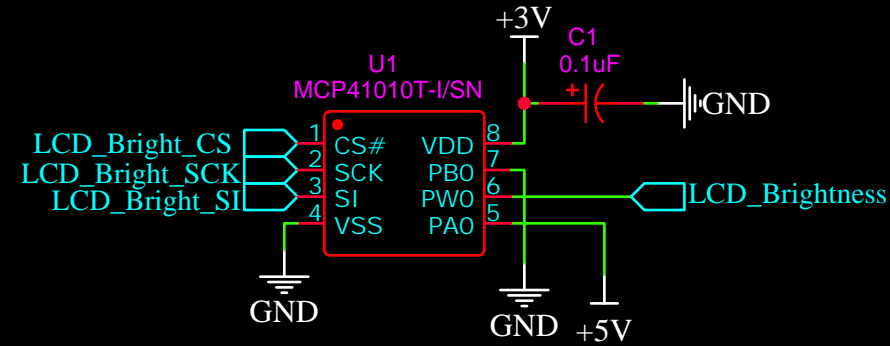 +3V
C1
0.1uF
U1
MCP41010T-I/SN
+
GND
LCD_Bright_CS 1 CS# VDD 8
LCD_Bright_SCK 2 SCK PB0 7
LCD_Bright_SI 3 SI PW0 6 LCD_Brightness
4 VSS PA0 5
GND
GND
+5V